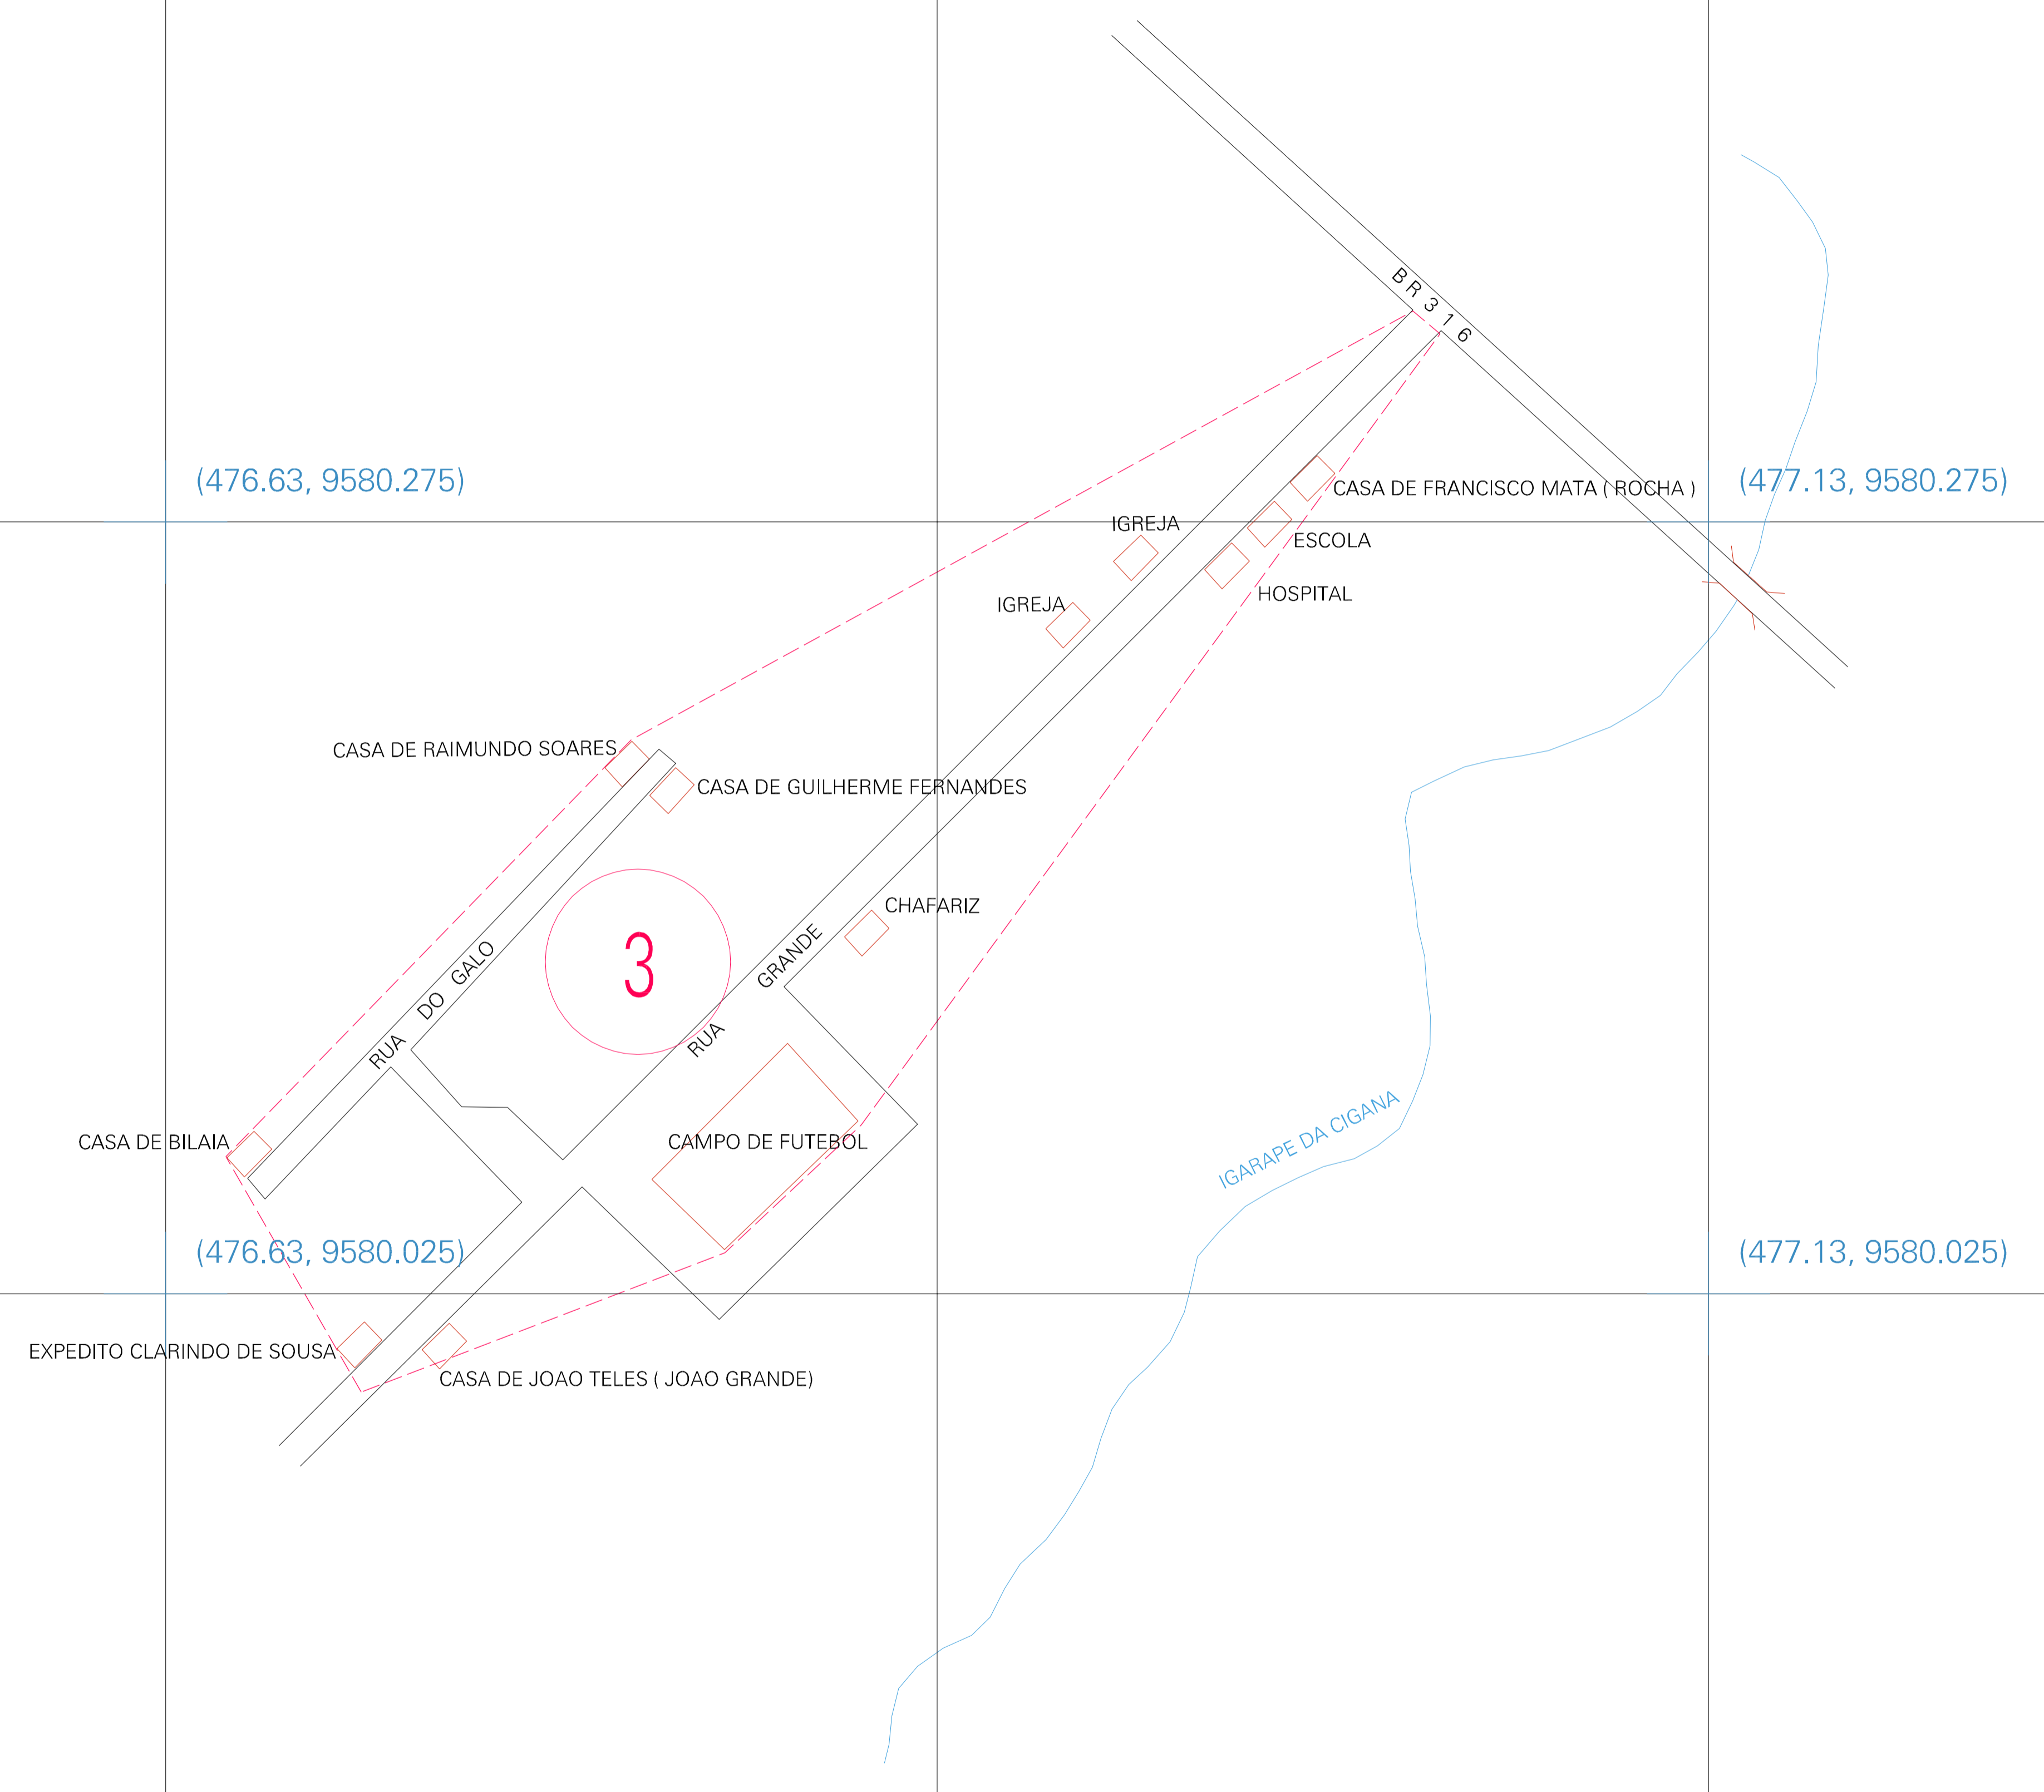 BR 316
(476.63, 9580.275)
(477.13, 9580.275)
CASA DE FRANCISCO MATA ( ROCHA )
IGREJA
ESCOLA
HOSPITAL
IGREJA
CASA DE RAIMUNDO SOARES
CASA DE GUILHERME FERNANDES
CHAFARIZ
RUA DO GALO
3
RUA GRANDE
CASA DE BILAIA
CAMPO DE FUTEBOL
IGARAPE DA CIGANA
(476.63, 9580.025)
(477.13, 9580.025)
EXPEDITO CLARINDO DE SOUSA
CASA DE JOAO TELES ( JOAO GRANDE)